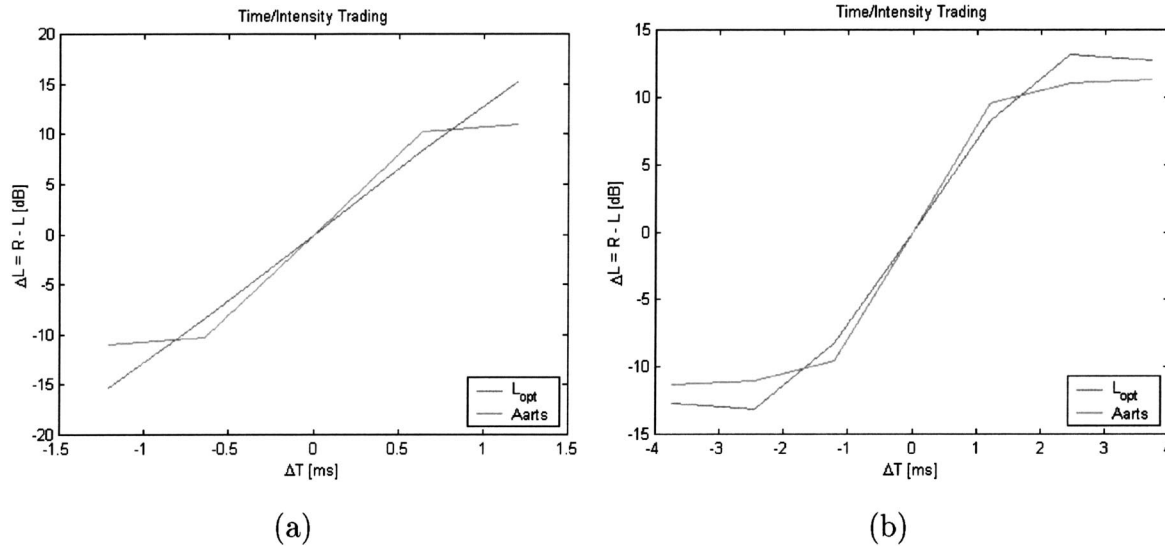 Time/Intensity Trading
20
15
10
5
0
-5
-10
-15
-20
ΔL = R - L [dB]
-1.5
-1
-0.5
0
0.5
1
1.5
ΔT [ms]
L_opt
Aarts
(a)
Time/Intensity Trading
15
10
5
0
-5
-10
-15
ΔL = R - L [dB]
-4
-3
-2
-1
0
1
2
3
4
ΔT [ms]
L_opt
Aarts
(b)